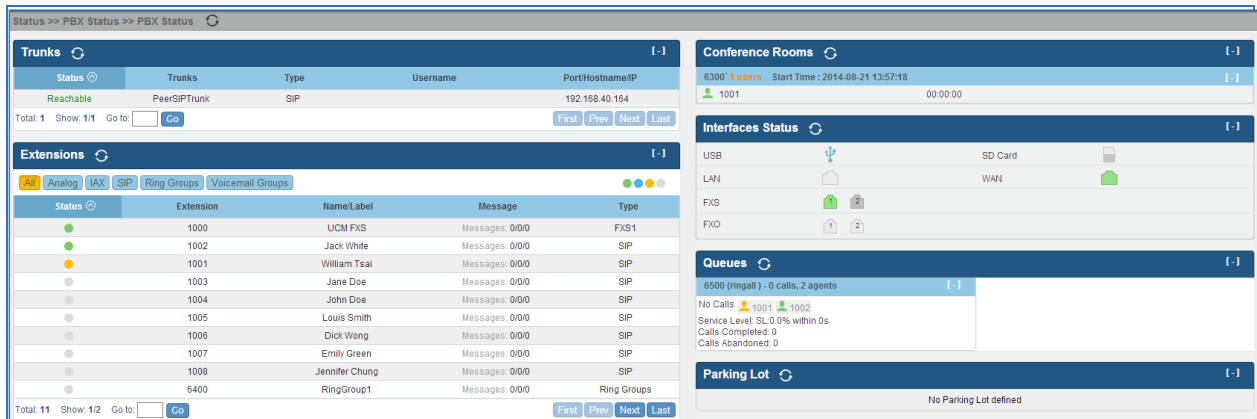 Status >> PBX Status >> PBX Status
Trunks [-]
Status Trunks Type Username Port/Hostname/IP
Reachable PeerSIPTrunk SIP 192.168.40.164
Total: 1 Show: 1/1 Go to: Go First Prev Next Last
Extensions [-]
All Analog IAX SIP Ring Groups Voicemail Groups
Status Extension Name/Label Message Type
1000 UCM FXS Messages: 0/0/0 FXS1
1002 Jack White Messages: 0/0/0 SIP
1001 William Tsai Messages: 0/0/0 SIP
1003 Jane Doe Messages: 0/0/0 SIP
1004 John Doe Messages: 0/0/0 SIP
1005 Louis Smith Messages: 0/0/0 SIP
1006 Dick Wong Messages: 0/0/0 SIP
1007 Emily Green Messages: 0/0/0 SIP
1008 Jennifer Chung Messages: 0/0/0 SIP
6400 RingGroup1 Messages: 0/0/0 Ring Groups
Total: 11 Show: 1/2 Go to: Go First Prev Next Last
Conference Rooms [-]
6300* 1 users Start Time : 2014-08-21 13:57:18 [-]
1001 00:00:00
Interfaces Status [-]
USB SD Card
LAN WAN
FXS 1 2
FXO 1 2
Queues [-]
6500 (ringall ) - 0 calls, 2 agents [-]
No Calls 1001 1002
Service Level: SL:0.0% within 0s
Calls Completed: 0
Calls Abandoned: 0
Parking Lot [-]
No Parking Lot defined